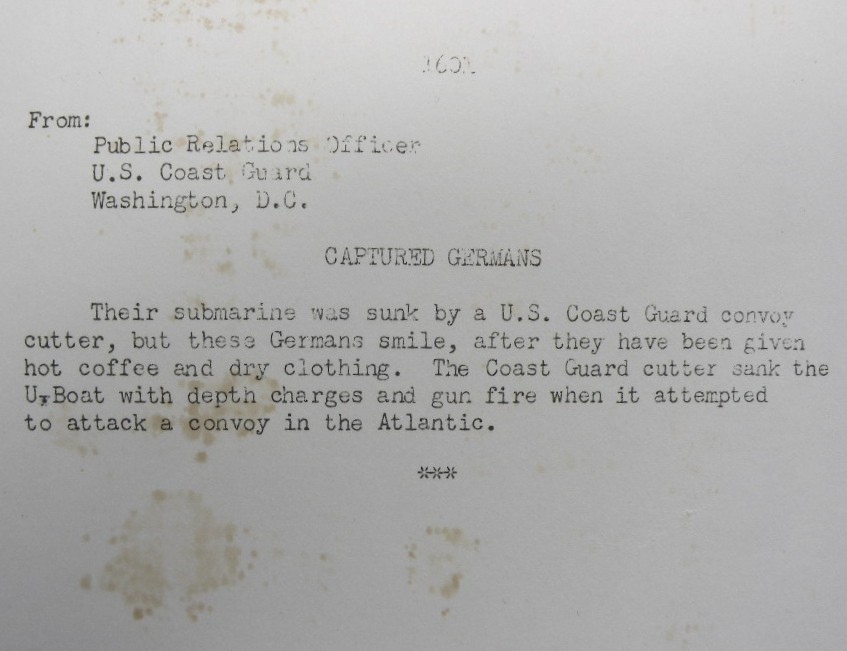 From:
Public Relations Officer
U.S. Coast Guard
Washington, D.C.
CAPTURED GERMANS
Their submarine was sunk by a U.S. Coast Guard convoy
cutter, but these Germans smile, after they have been given
hot coffee and dry clothing. The Coast Guard cutter sank the
U-Boat with depth charges and gun fire when it attempted
to attack a convoy in the Atlantic.
***